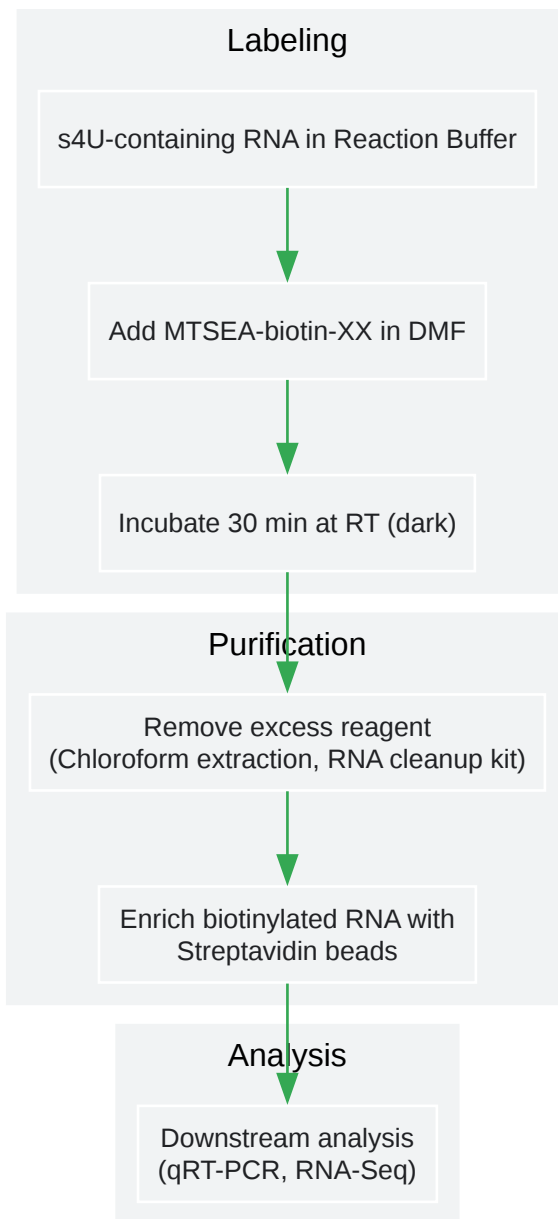 Labeling
s4U-containing RNA in Reaction Buffer
Add MTSEA-biotin-XX in DMF
Incubate 30 min at RT (dark)
Purification
Remove excess reagent
(Chloroform extraction, RNA cleanup kit)
Enrich biotinylated RNA with
Streptavidin beads
Analysis
Downstream analysis
(qRT-PCR, RNA-Seq)